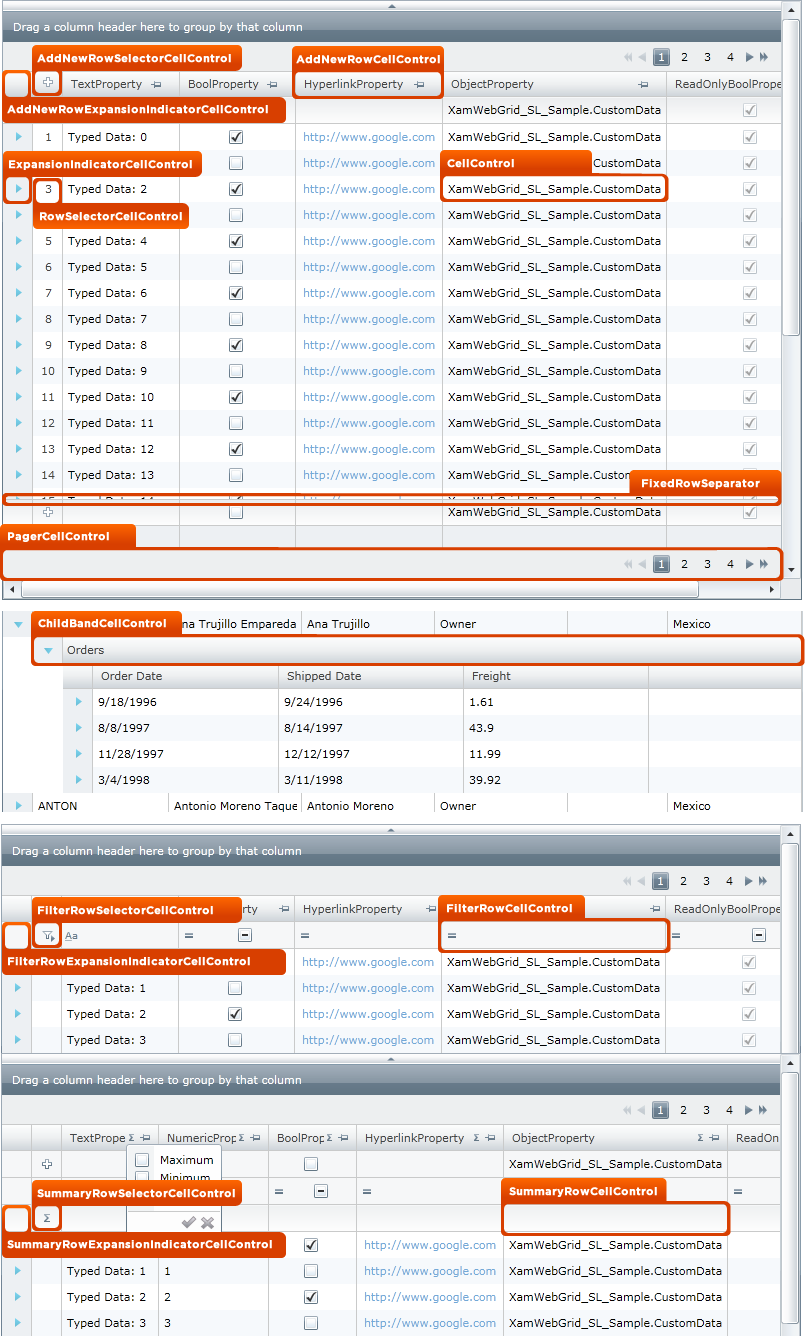 Drag a column header here to group by that column
AddNewRowSelectorCellControl AddNewRowCellControl 1 2 3 4
TextProperty BoolProperty HyperlinkProperty ObjectProperty ReadOnlyBoolPrope
AddNewRowExpansionIndicatorCellControl XamWebGrid_SL_Sample.CustomData
1 Typed Data: 0 http://www.google.com XamWebGrid_SL_Sample.CustomData
ExpansionIndicatorCellControl http://www.google.com CellControl CustomData
3 Typed Data: 2 http://www.google.com XamWebGrid_SL_Sample.CustomData
RowSelectorCellControl http://www.google.com XamWebGrid_SL_Sample.CustomData
5 Typed Data: 4 http://www.google.com XamWebGrid_SL_Sample.CustomData
6 Typed Data: 5 http://www.google.com XamWebGrid_SL_Sample.CustomData
7 Typed Data: 6 http://www.google.com XamWebGrid_SL_Sample.CustomData
8 Typed Data: 7 http://www.google.com XamWebGrid_SL_Sample.CustomData
9 Typed Data: 8 http://www.google.com XamWebGrid_SL_Sample.CustomData
10 Typed Data: 9 http://www.google.com XamWebGrid_SL_Sample.CustomData
11 Typed Data: 10 http://www.google.com XamWebGrid_SL_Sample.CustomData
12 Typed Data: 11 http://www.google.com XamWebGrid_SL_Sample.CustomData
13 Typed Data: 12 http://www.google.com XamWebGrid_SL_Sample.CustomData
14 Typed Data: 13 http://www.google.com XamWebGrid_SL_Sample.Cust
FixedRowSeparator
XamWebGrid_SL_Sample.CustomData
PagerCellControl
1 2 3 4
ChildBandCellControl na Trujillo Empareda Ana Trujillo Owner Mexico
Orders
Order Date Shipped Date Freight
9/18/1996 9/24/1996 1.61
8/8/1997 8/14/1997 43.9
11/28/1997 12/12/1997 11.99
3/4/1998 3/11/1998 39.92
ANTON Antonio Moreno Taque Antonio Moreno Owner Mexico
Drag a column header here to group by that column
1 2 3 4
FilterRowSelectorCellControl rty HyperlinkProperty FilterRowCellControl ReadOnlyBoolPrope
Aa = = = =
FilterRowExpansionIndicatorCellControl http://www.google.com XamWebGrid_SL_Sample.CustomData
Typed Data: 1 http://www.google.com XamWebGrid_SL_Sample.CustomData
Typed Data: 2 http://www.google.com XamWebGrid_SL_Sample.CustomData
Typed Data: 3 http://www.google.com XamWebGrid_SL_Sample.CustomData
Drag a column header here to group by that column
1 2 3 4
TextPrope Σ NumericProp Σ BoolProp Σ HyperlinkProperty Σ ObjectProperty Σ ReadOn
Maximum XamWebGrid_SL_Sample.CustomData
Minimum
SummaryRowSelectorCellControl = = SummaryRowCellControl =
Σ
SummaryRowExpansionIndicatorCellControl http://www.google.com XamWebGrid_SL_Sample.CustomData
Typed Data: 1 1 http://www.google.com XamWebGrid_SL_Sample.CustomData
Typed Data: 2 2 http://www.google.com XamWebGrid_SL_Sample.CustomData
Typed Data: 3 3 http://www.google.com XamWebGrid_SL_Sample.CustomData